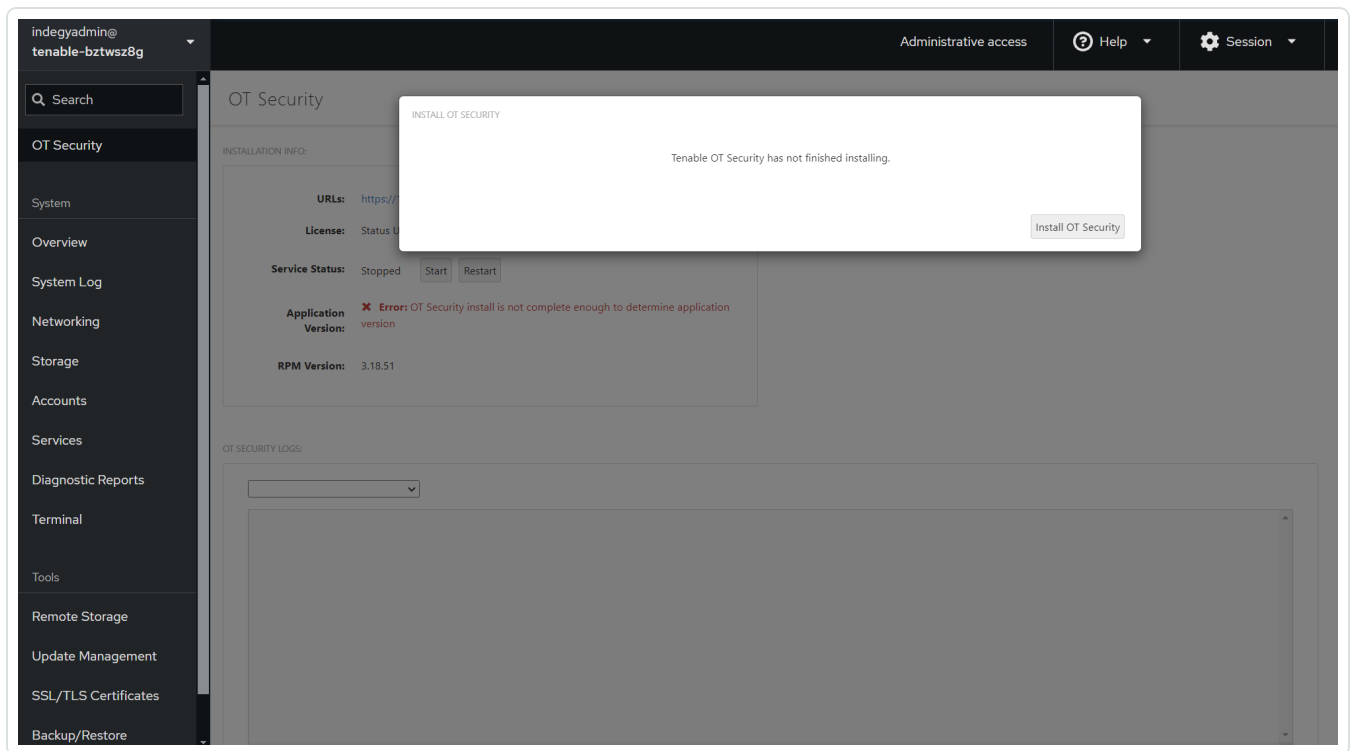 indegyadmin@
tenable-bztwsz8g
Administrative access
Help
Session
Search
OT Security
System
Overview
System Log
Networking
Storage
Accounts
Services
Diagnostic Reports
Terminal
Tools
Remote Storage
Update Management
SSL/TLS Certificates
Backup/Restore
OT Security
INSTALL OT SECURITY
Tenable OT Security has not finished installing.
Install OT Security
INSTALLATION INFO:
URLs: https://
License: Status
Service Status: Stopped Start Restart
Application Version: Error: OT Security install is not complete enough to determine application
version
RPM Version: 3.18.51
OT SECURITY LOGS: